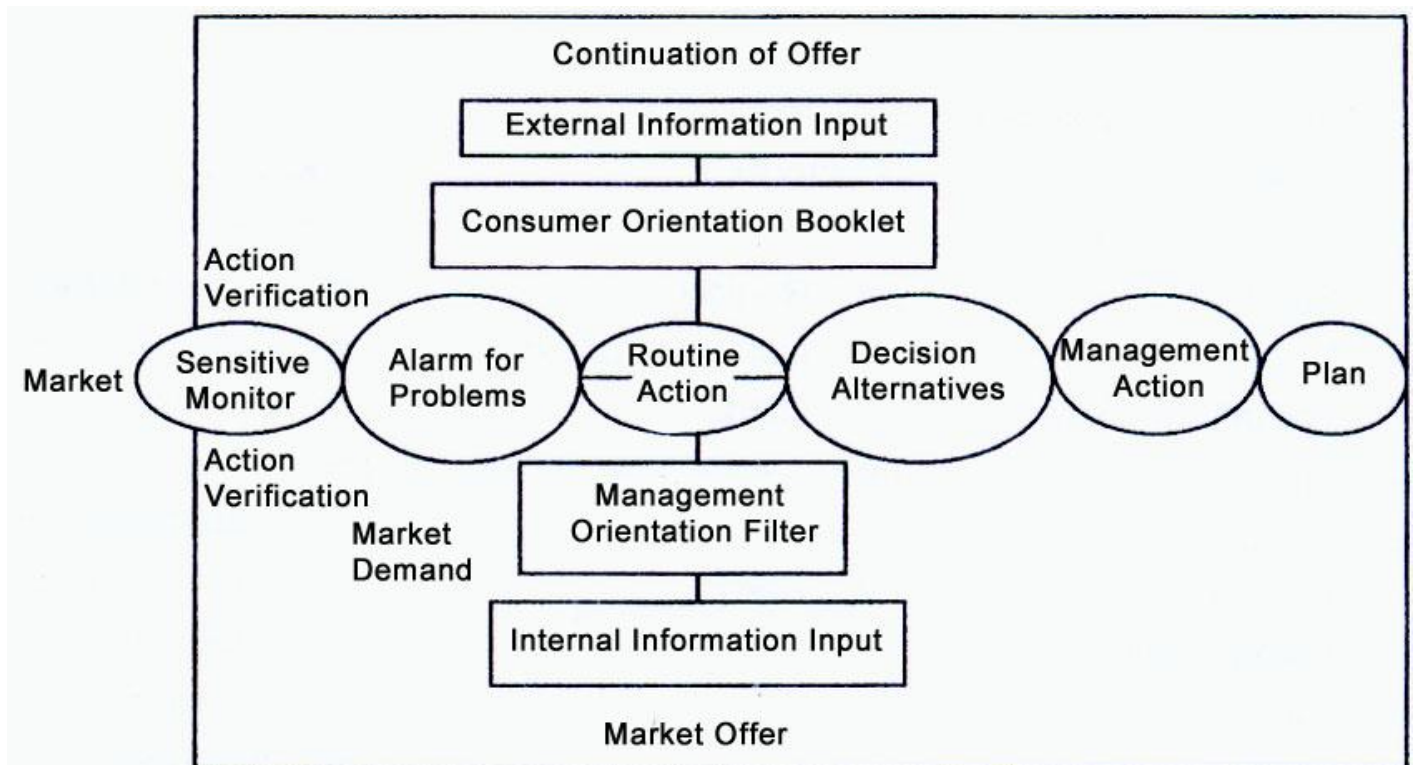 Continuation of Offer
External Information Input
Consumer Orientation Booklet
Action
Verification
Market
Sensitive
Monitor
Alarm for
Problems
Routine
Action
Decision
Alternatives
Management
Action
Plan
Action
Verification
Market
Demand
Management
Orientation Filter
Internal Information Input
Market Offer